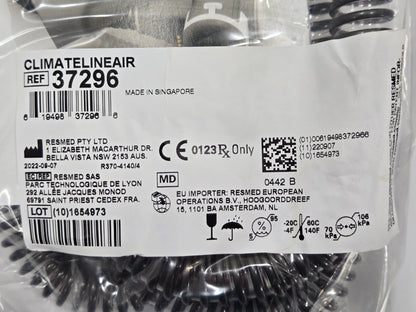 CLIMATELINEAIR
REF 37296
6 19498 37296 6
MADE IN SINGAPORE
RESMED PTY LTD
1 ELIZABETH MACARTHUR DR.
BELLA VISTA NSW 2153 AUS.
2022-09-07 R370-4140/4
EC REP RESMED SAS
PARC TECHNOLOGIQUE DE LYON
292 ALLÉE JACQUES MONOD
69791 SAINT PRIEST CEDEX FRA.
LOT (10)1654973
CE 0123 Rx Only
MD
0442 B
(01)00619498372966
(11)220907
(10)1654973
EU IMPORTER: RESMED EUROPEAN
OPERATIONS B.V., HOOGOORDDREEF
15, 1101 BA AMSTERDAM, NL
5 95
-20C 60C
-4F 140F
70 kPa 106 kPa